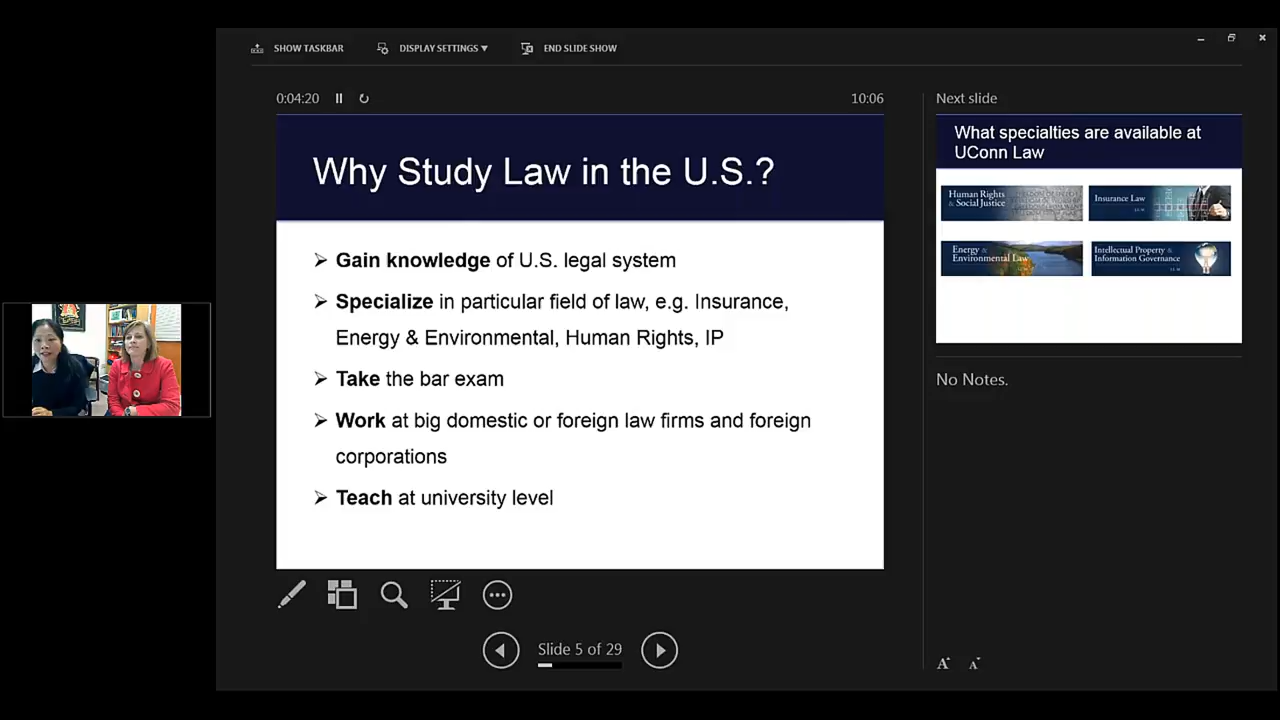 SHOW TASKBAR
DISPLAY SETTINGS ▼
END SLIDE SHOW
0:04:20
10:06
Why Study Law in the U.S.?
➢ Gain knowledge of U.S. legal system
➢ Specialize in particular field of law, e.g. Insurance,
Energy & Environmental, Human Rights, IP
➢ Take the bar exam
➢ Work at big domestic or foreign law firms and foreign
corporations
➢ Teach at university level
Slide 5 of 29
Next slide
What specialties are available at
UConn Law
Human Rights
& Social Justice
Insurance Law
LL.M.
Energy &
Environmental Law
Intellectual Property &
Information Governance
LL.M.
No Notes.
A A